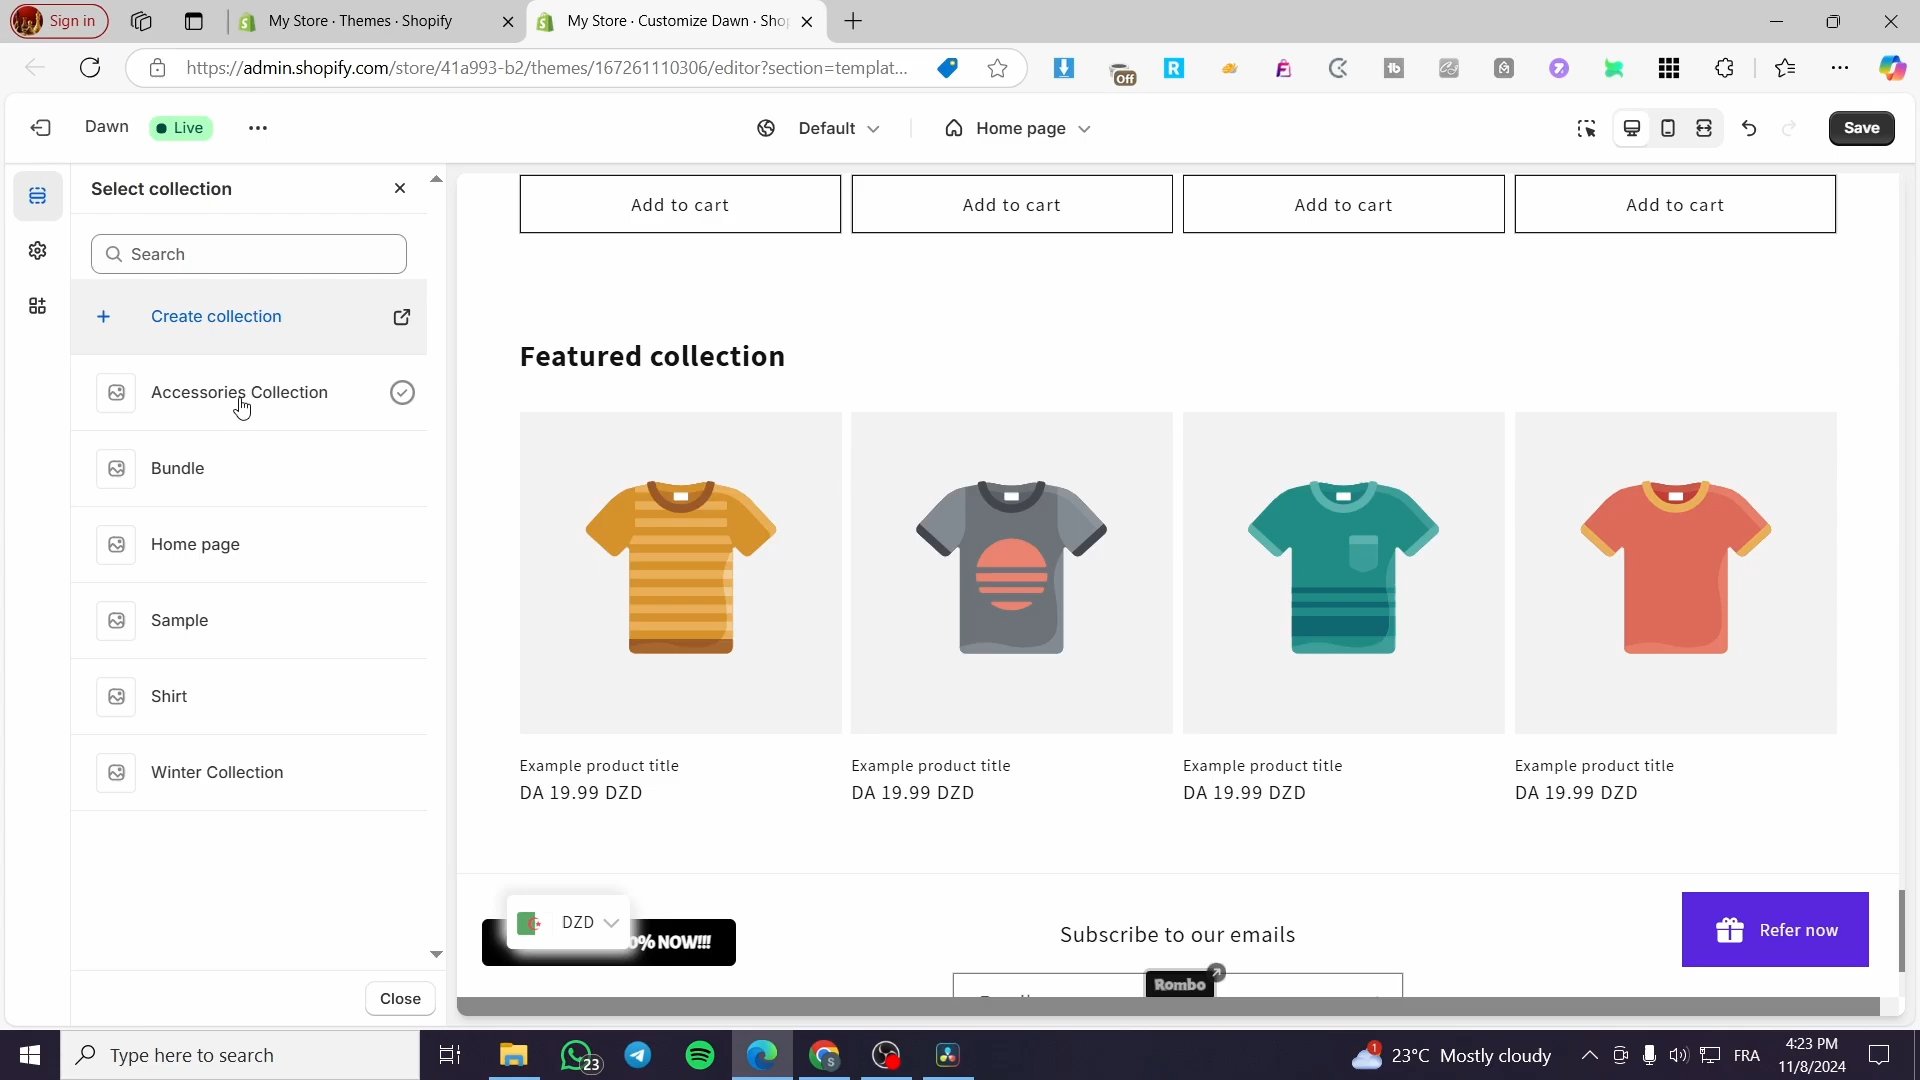 Sign in
My Store · Themes · Shopify
My Store · Customize Dawn · Sho
https://admin.shopify.com/store/41a993-b2/themes/167261110306/editor?section=templat...
Off
Dawn
Live
Default
Home page
Save
Select collection
Search
Create collection
Accessories Collection
Bundle
Home page
Sample
Shirt
Winter Collection
Close
Add to cart
Add to cart
Add to cart
Add to cart
Featured collection
Example product title
DA 19.99 DZD
Example product title
DA 19.99 DZD
Example product title
DA 19.99 DZD
Example product title
DA 19.99 DZD
DZD
0% NOW!!!
Subscribe to our emails
Rombo
Refer now
Type here to search
23
1
23°C Mostly cloudy
FRA
4:23 PM
11/8/2024